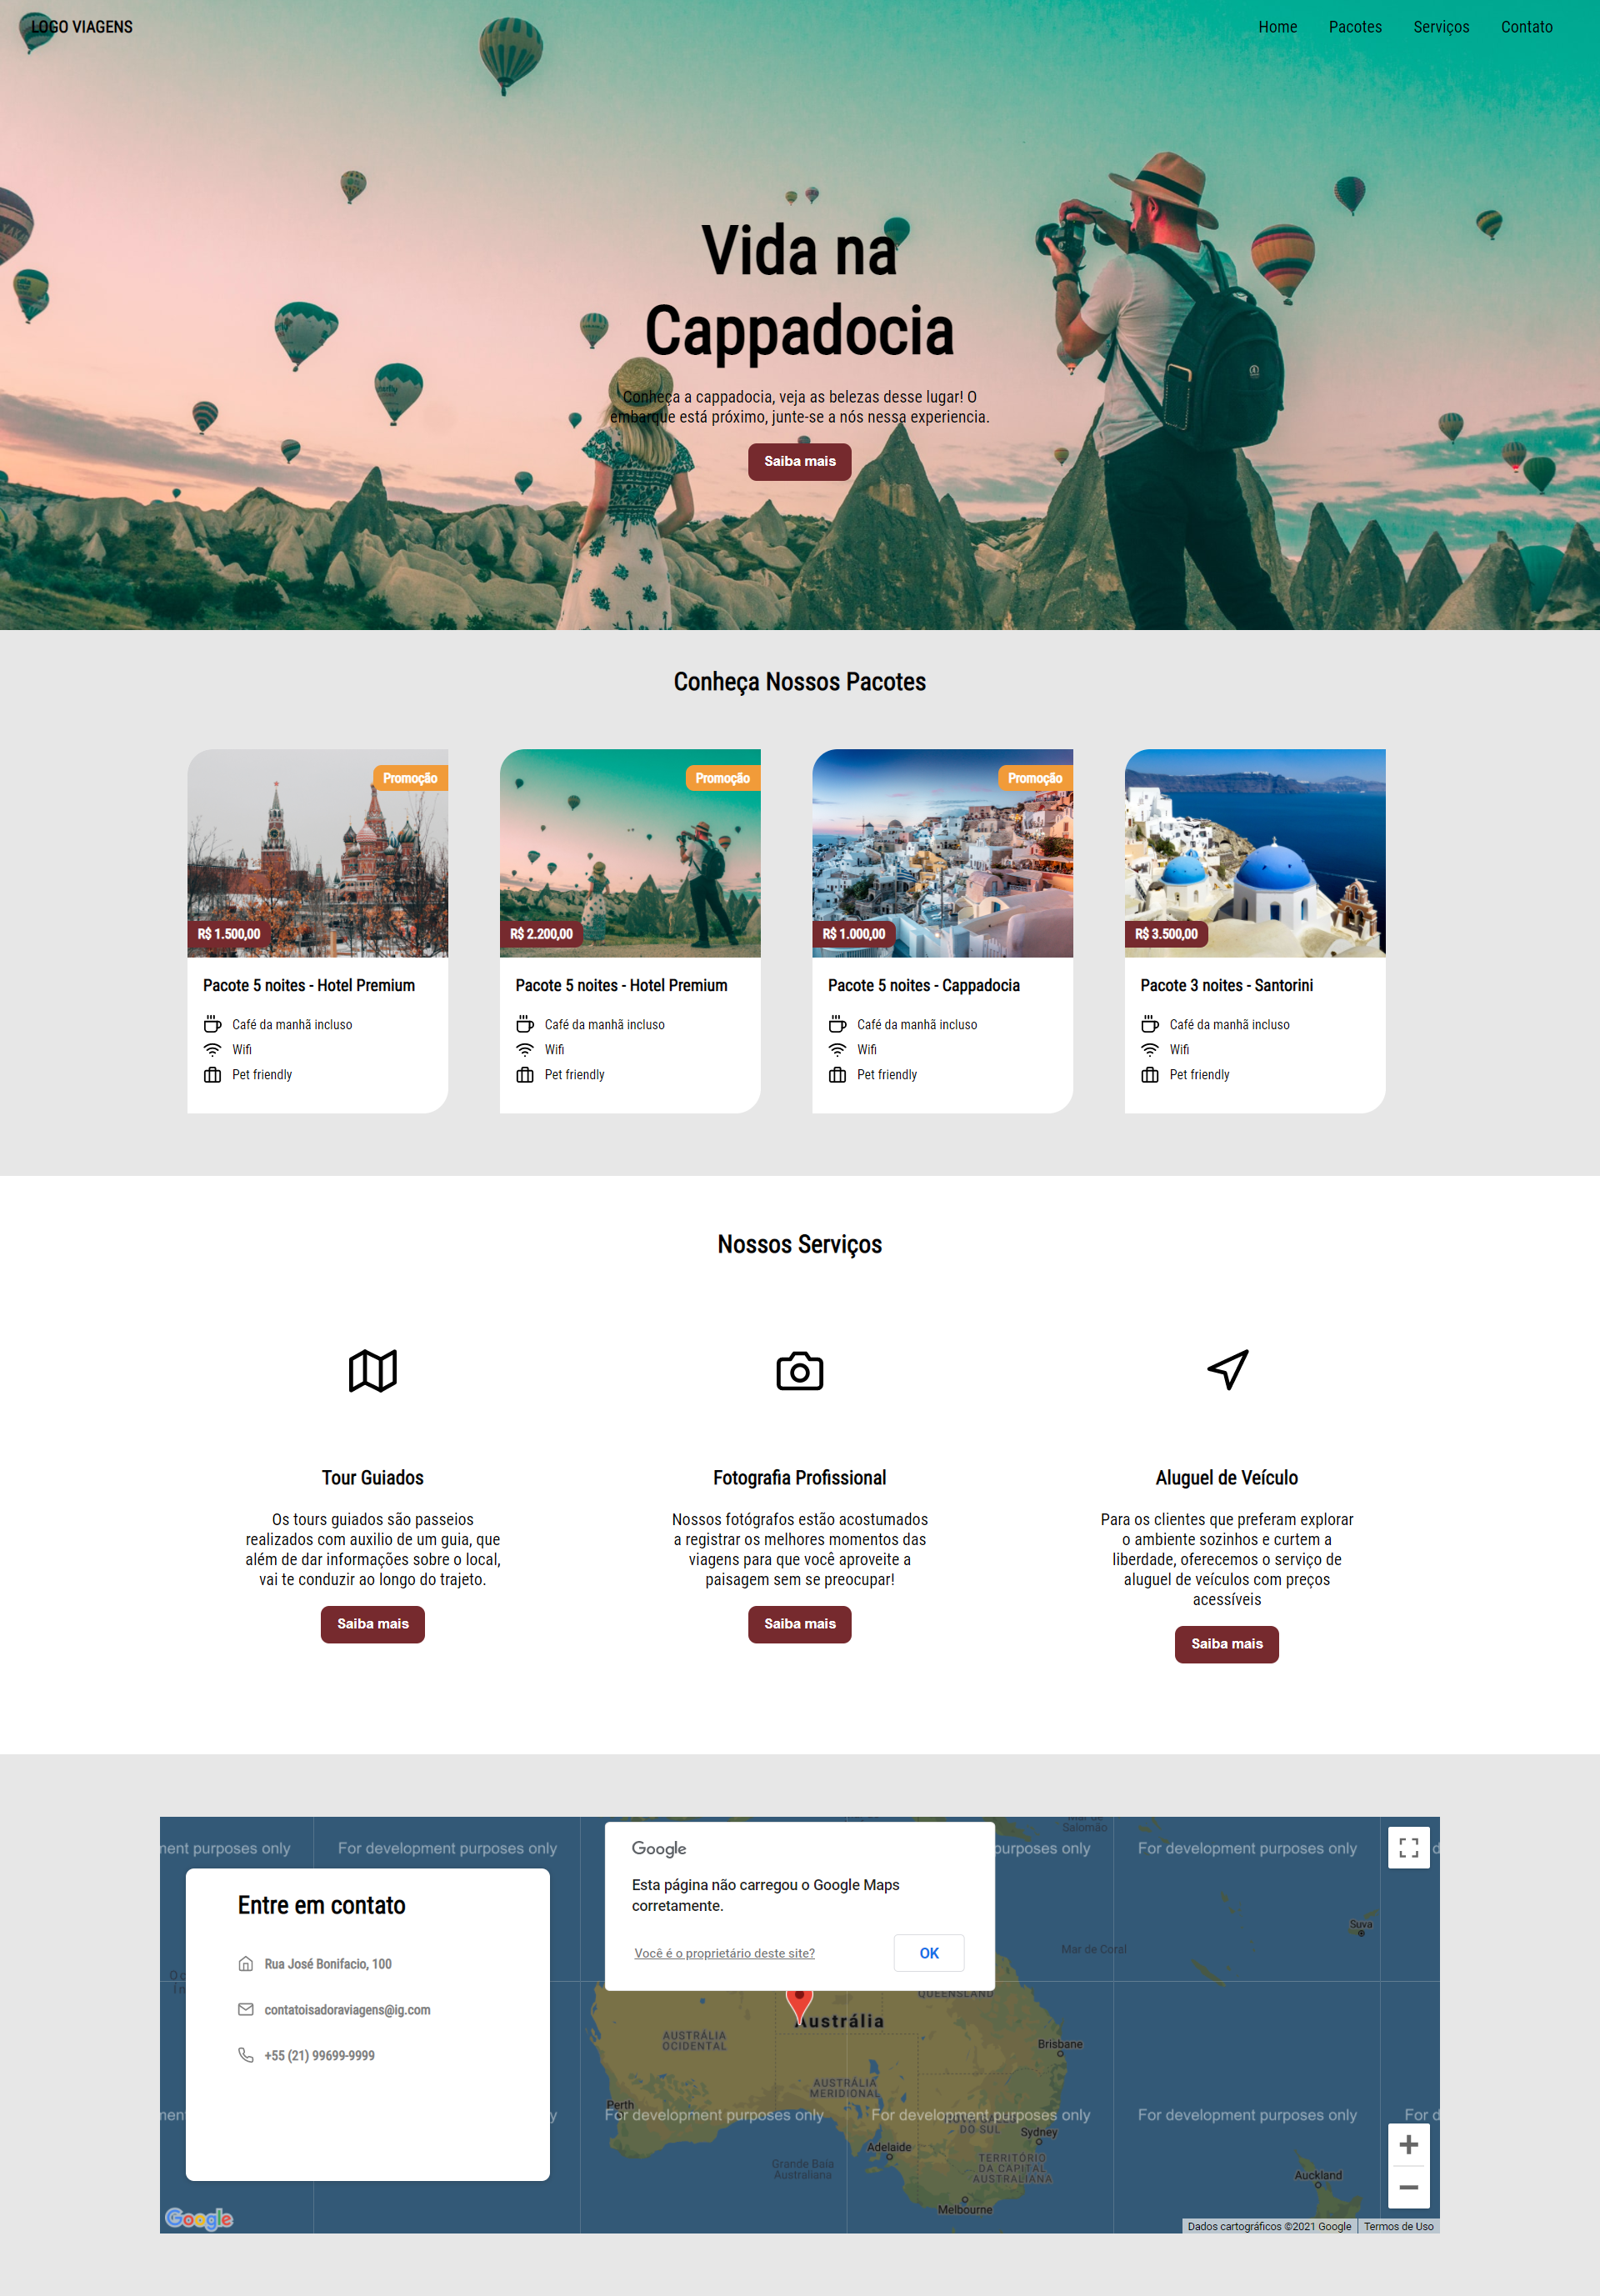 LOGO VIAGENS
Home Pacotes Serviços Contato
Vida na
Cappadocia
Conheça a cappadocia, veja as belezas desse lugar! O
embarque está próximo, junte-se a nós nessa experiencia.
Saiba mais
Conheça Nossos Pacotes
Promoção
R$ 1.500,00
Pacote 5 noites - Hotel Premium
Café da manhã incluso
Wifi
Pet friendly
Promoção
R$ 2.200,00
Pacote 5 noites - Hotel Premium
Café da manhã incluso
Wifi
Pet friendly
Promoção
R$ 1.000,00
Pacote 5 noites - Cappadocia
Café da manhã incluso
Wifi
Pet friendly
R$ 3.500,00
Pacote 3 noites - Santorini
Café da manhã incluso
Wifi
Pet friendly
Nossos Serviços
Tour Guiados
Os tours guiados são passeios
realizados com auxilio de um guia, que
além de dar informações sobre o local,
vai te conduzir ao longo do trajeto.
Saiba mais
Fotografia Profissional
Nossos fotógrafos estão acostumados
a registrar os melhores momentos das
viagens para que você aproveite a
paisagem sem se preocupar!
Saiba mais
Aluguel de Veículo
Para os clientes que preferam explorar
o ambiente sozinhos e curtem a
liberdade, oferecemos o serviço de
aluguel de veículos com preços
acessíveis
Saiba mais
ment purposes only
For development purposes only
purposes only
For development purposes only
d
Mar de
Salomão
Entre em contato
Rua José Bonifacio, 100
contatoisadoraviagens@ig.com
+55 (21) 99699-9999
Google
Esta página não carregou o Google Maps
corretamente.
Você é o proprietário deste site?
OK
Suva
Mar de Coral
QUEENSLAND
Austrália
AUSTRÁLIA
OCIDENTAL
Brisbane
AUSTRÁLIA
MERIDIONAL
Perth
men
y
For development purposes only
For development purposes only
For development purposes only
For d
DO SUL
Sydney
Adelaide
TERRITÓRIO
DA CAPITAL
AUSTRALIANA
Grande Baía
Australiana
Auckland
Melbourne
Google
Dados cartográficos ©2021 Google
Termos de Uso